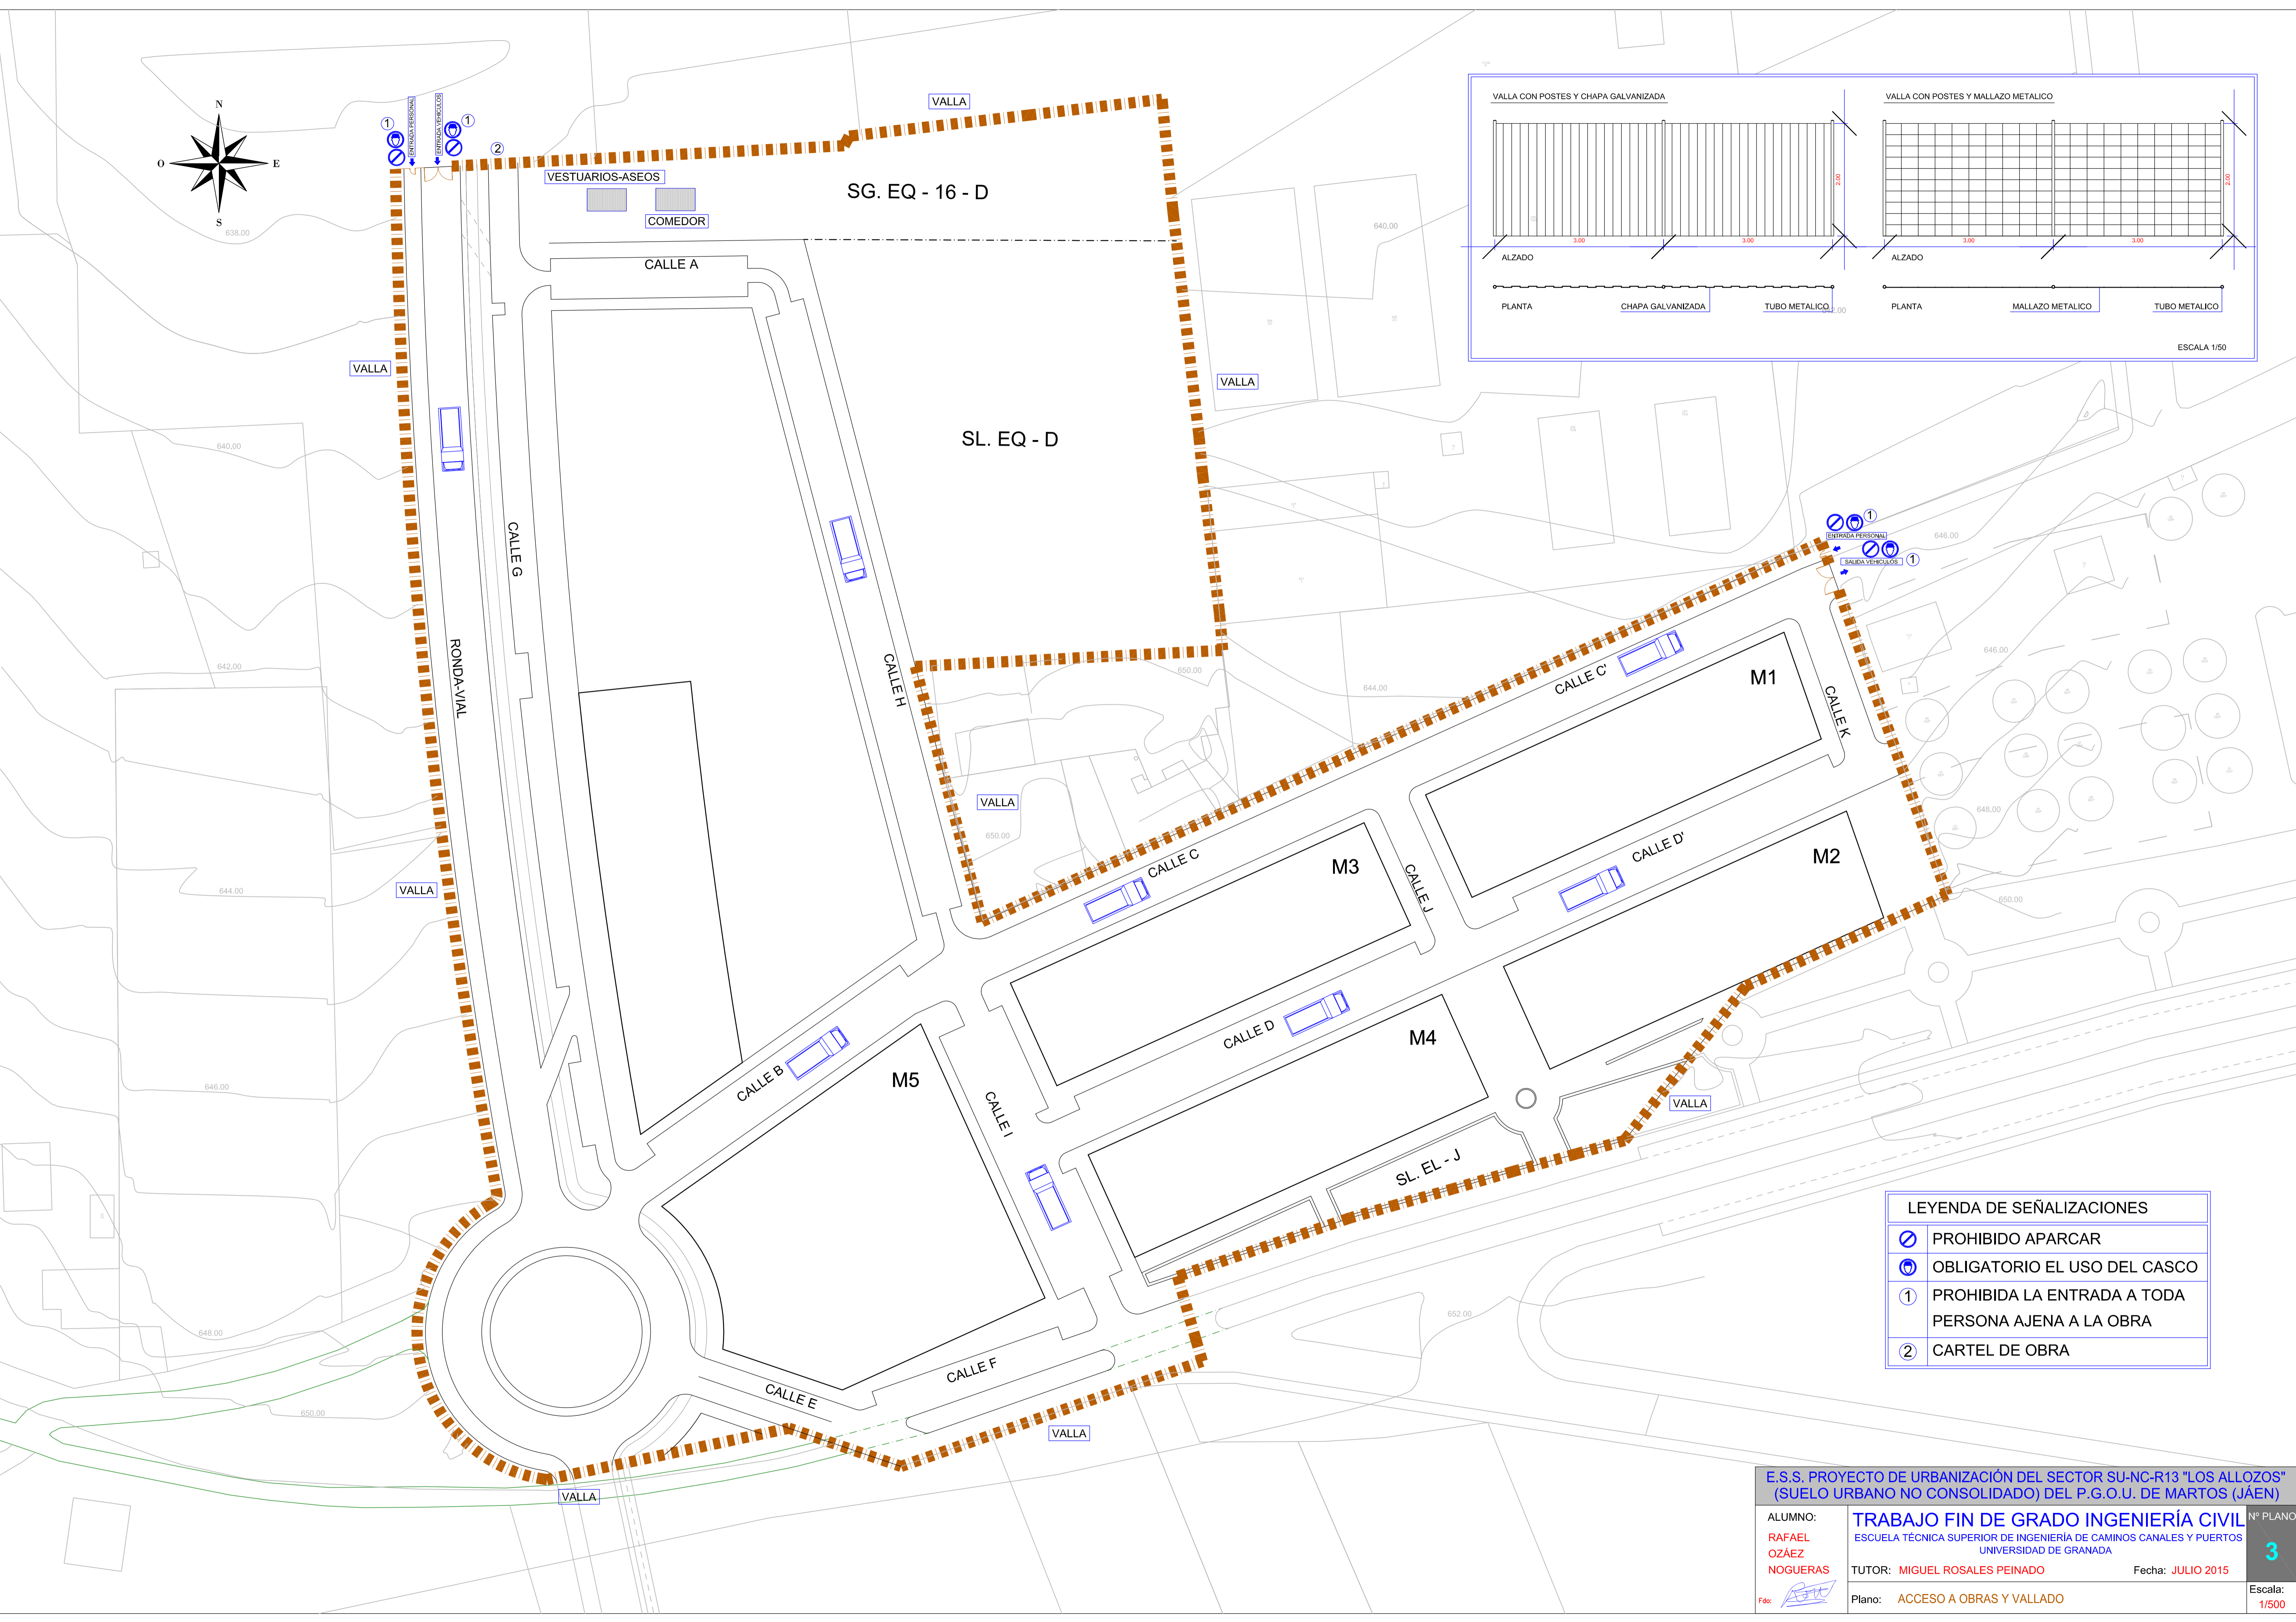 N
O
E
S
1
ENTRADA PERSONAL
ENTRADA VEHICULOS
1
2
VALLA
VESTUARIOS-ASEOS
COMEDOR
SG. EQ - 16 - D
CALLE A
VALLA
VALLA
SL. EQ - D
CALLE G
RONDA-VIAL
CALLE H
VALLA
VALLA
CALLE C'
M1
CALLE K
1
ENTRADA PERSONAL
SALIDA VEHICULOS
1
CALLE C
M3
CALLE J
CALLE D'
M2
CALLE D
M4
CALLE B
M5
CALLE I
VALLA
SL. EL - J
CALLE F
CALLE E
VALLA
VALLA
638,00
640,00
642,00
644.00
646.00
648.00
650.00
640,00
642.00
650.00
644.00
650.00
646.00
646.00
648,00
650.00
652.00
VALLA CON POSTES Y CHAPA GALVANIZADA
2.00
3.00
3.00
ALZADO
PLANTA
CHAPA GALVANIZADA
TUBO METALICO
VALLA CON POSTES Y MALLAZO METALICO
2.00
3.00
3.00
ALZADO
PLANTA
MALLAZO METALICO
TUBO METALICO
ESCALA 1/50
LEYENDA DE SEÑALIZACIONES
PROHIBIDO APARCAR
OBLIGATORIO EL USO DEL CASCO
1 PROHIBIDA LA ENTRADA A TODA
PERSONA AJENA A LA OBRA
2 CARTEL DE OBRA
E.S.S. PROYECTO DE URBANIZACIÓN DEL SECTOR SU-NC-R13 "LOS ALLOZOS"
(SUELO URBANO NO CONSOLIDADO) DEL P.G.O.U. DE MARTOS (JÁEN)
ALUMNO:
RAFAEL
OZÁEZ
NOGUERAS
Fdo:
TRABAJO FIN DE GRADO INGENIERÍA CIVIL
ESCUELA TÉCNICA SUPERIOR DE INGENIERÍA DE CAMINOS CANALES Y PUERTOS
UNIVERSIDAD DE GRANADA
TUTOR: MIGUEL ROSALES PEINADO
Fecha: JULIO 2015
Plano: ACCESO A OBRAS Y VALLADO
Nº PLANO
3
Escala:
1/500